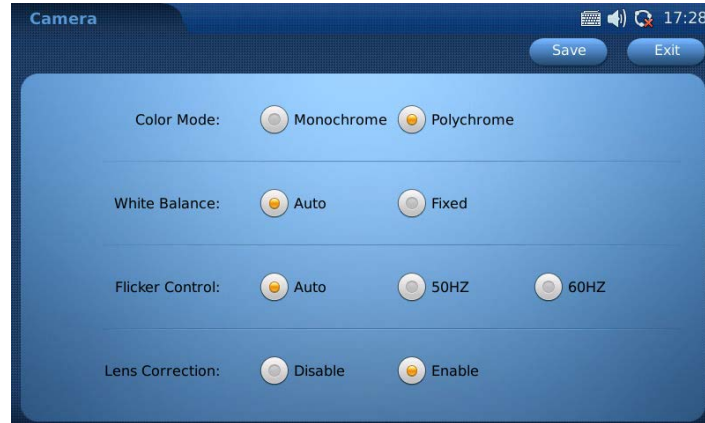 Camera 17:28
Save Exit
Color Mode: Monochrome Polychrome
White Balance: Auto Fixed
Flicker Control: Auto 50HZ 60HZ
Lens Correction: Disable Enable